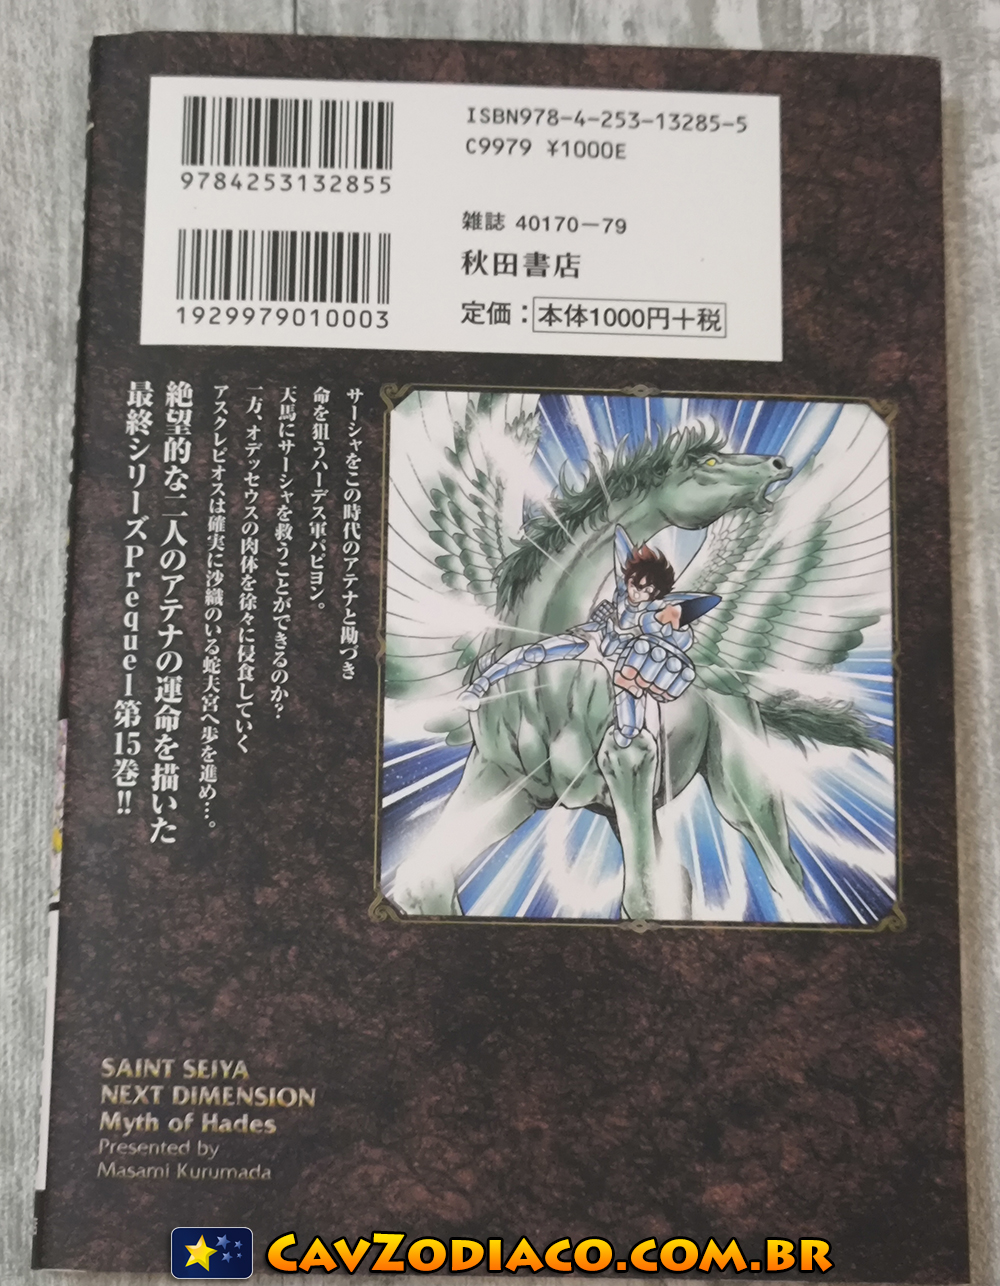 ISBN978-4-253-13285-5
C9979 ¥1000E
9784253132855
雑誌 40170-79
秋田書店
1929979010003
定価：本体1000円+税
サーシャをこの時代のアテナと勘づき
命を狙うハーデス軍パピヨン。
天馬にサーシャを救うことができるのか?
一方、オデッセウスの肉体を徐々に侵食していく
アスクレピオスは確実に沙織のいる蛇夫宮へ歩を進め…。
絶望的な二人のアテナの運命を描いた
最終シリーズPrequel第15巻!!
SAINT SEIYA
NEXT DIMENSION
Myth of Hades
Presented by
Masami Kurumada
CAVZODIACO.COM.BR